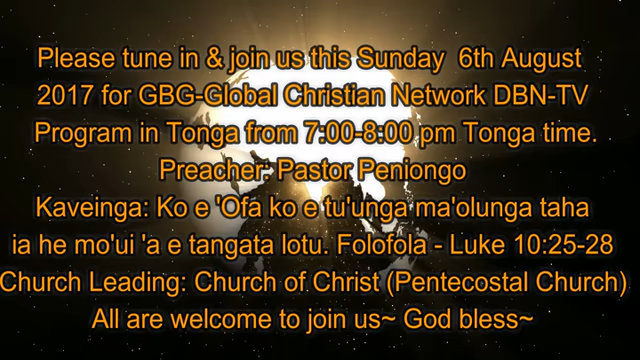 Please tune in & join us this Sunday 6th August
2017 for GBG-Global Christian Network DBN-TV
Program in Tonga from 7:00-8:00 pm Tonga time.
Preacher: Pastor Peniongo
Kaveinga: Ko e 'Ofa ko e tu'unga ma'olunga taha
ia he mo'ui 'a e tangata lotu. Folofola - Luke 10:25-28
Church Leading: Church of Christ (Pentecostal Church)
All are welcome to join us~ God bless~